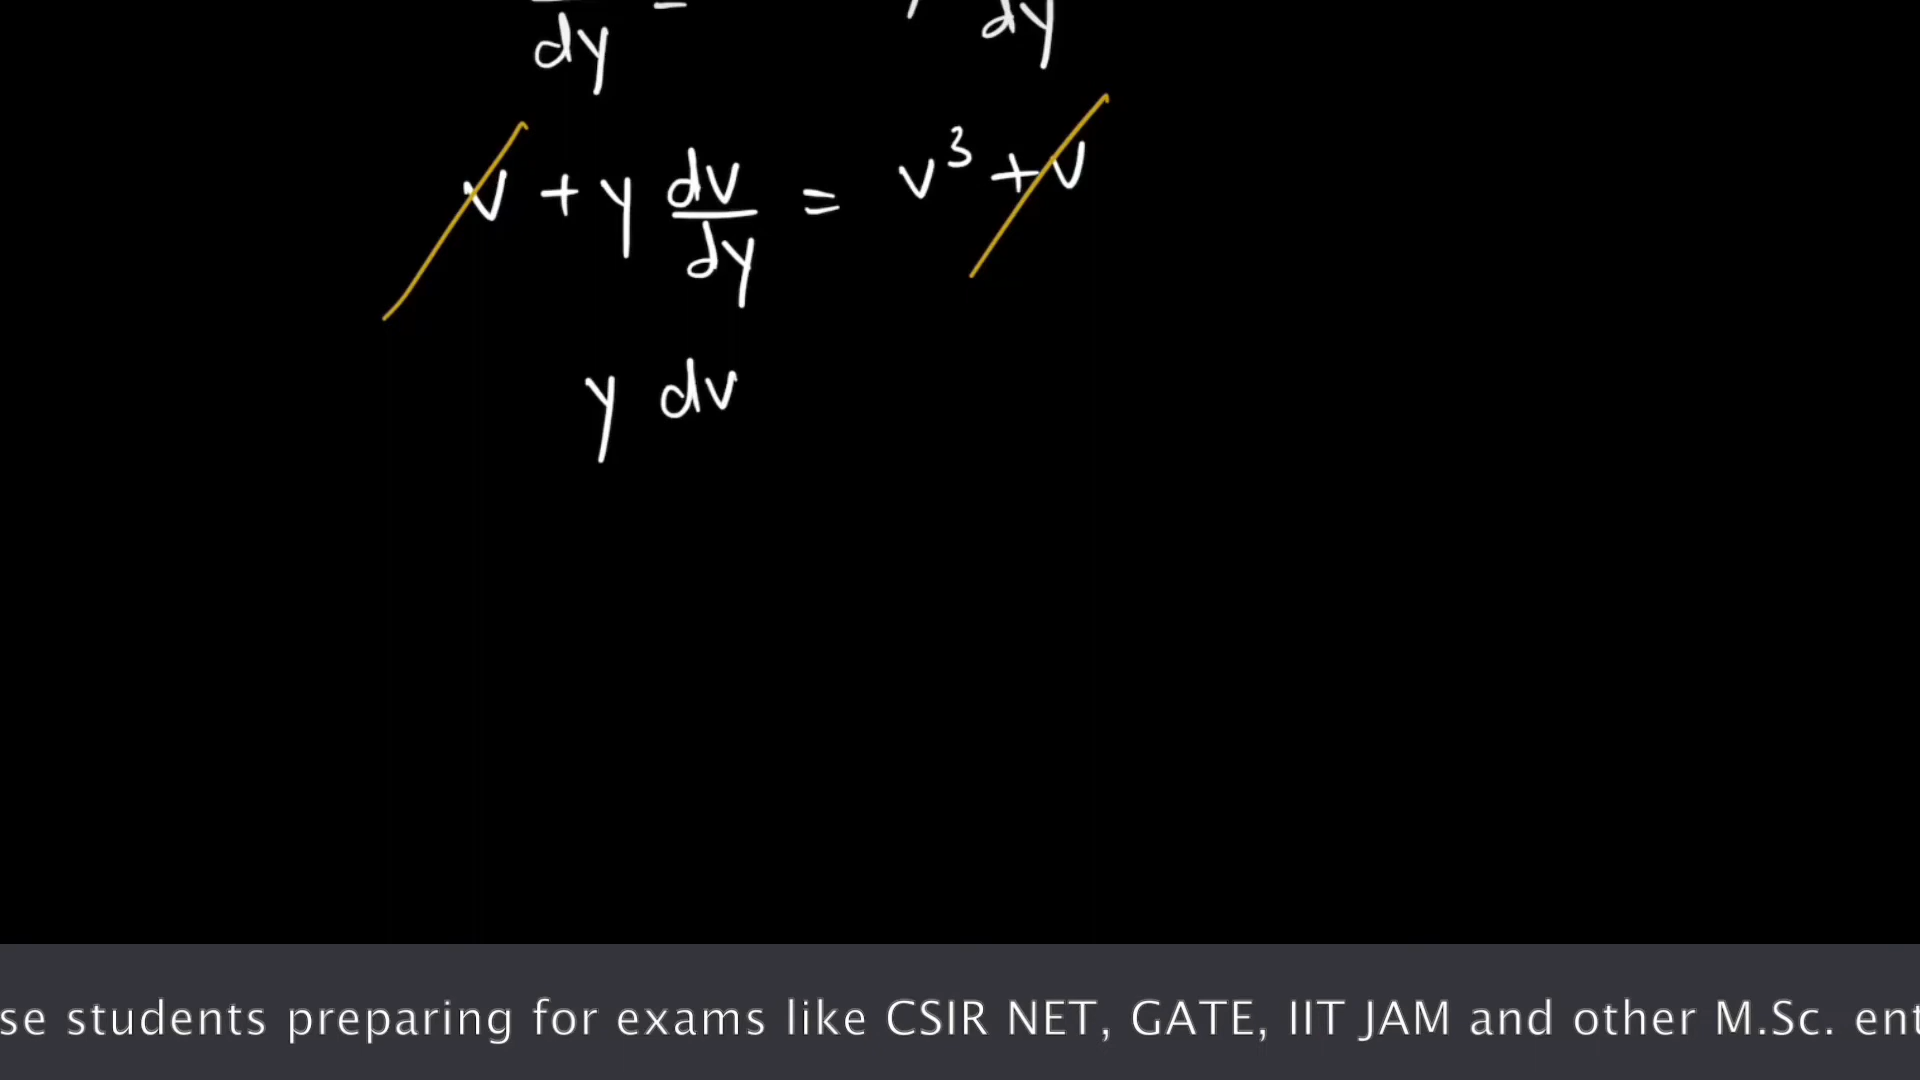 dy = dy
v + y dv/dy = v³ + v
y dv
se students preparing for exams like CSIR NET, GATE, IIT JAM and other M.Sc. ent